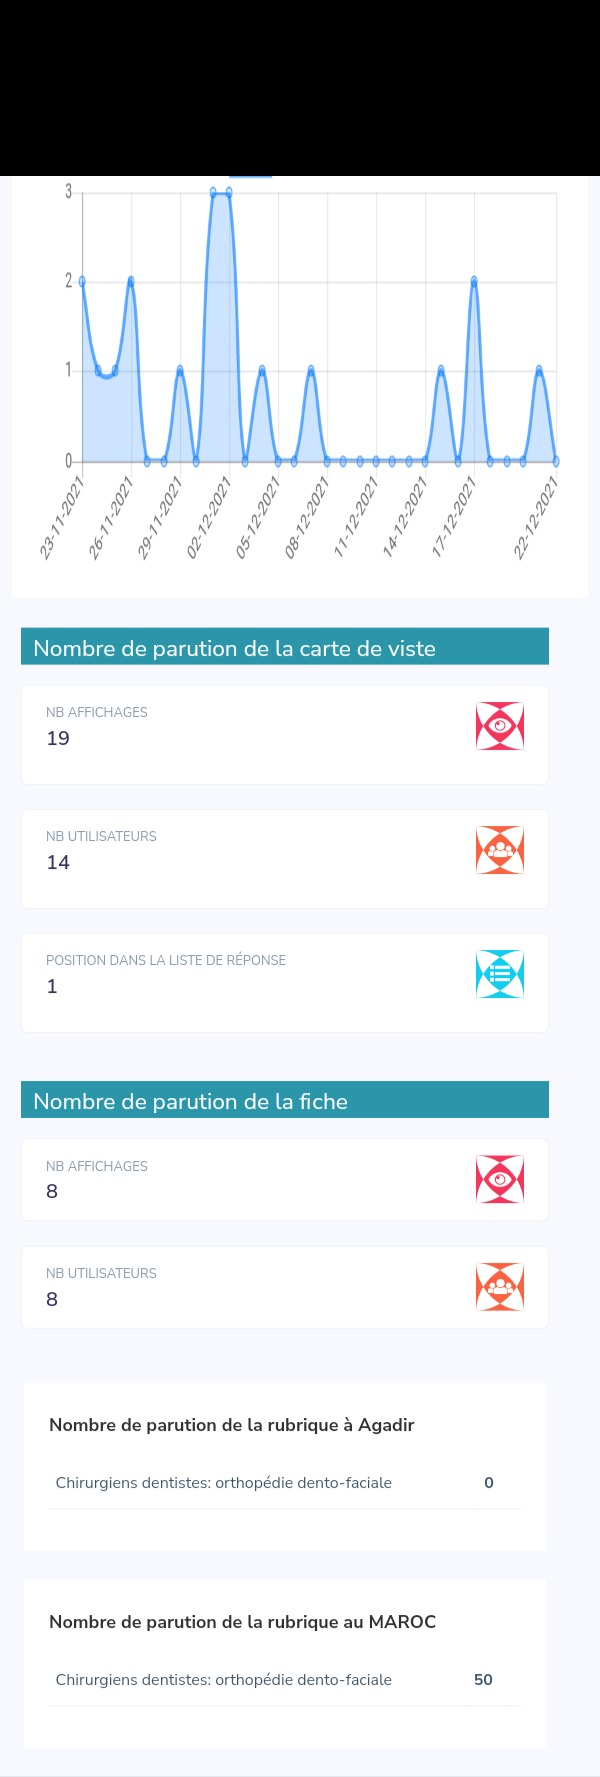 3
2
1
0
23-11-2021
26-11-2021
29-11-2021
02-12-2021
05-12-2021
08-12-2021
11-12-2021
14-12-2021
17-12-2021
22-12-2021
Nombre de parution de la carte de viste
NB AFFICHAGES
19
NB UTILISATEURS
14
POSITION DANS LA LISTE DE RÉPONSE
1
Nombre de parution de la fiche
NB AFFICHAGES
8
NB UTILISATEURS
8
Nombre de parution de la rubrique à Agadir
Chirurgiens dentistes: orthopédie dento-faciale 0
Nombre de parution de la rubrique au MAROC
Chirurgiens dentistes: orthopédie dento-faciale 50